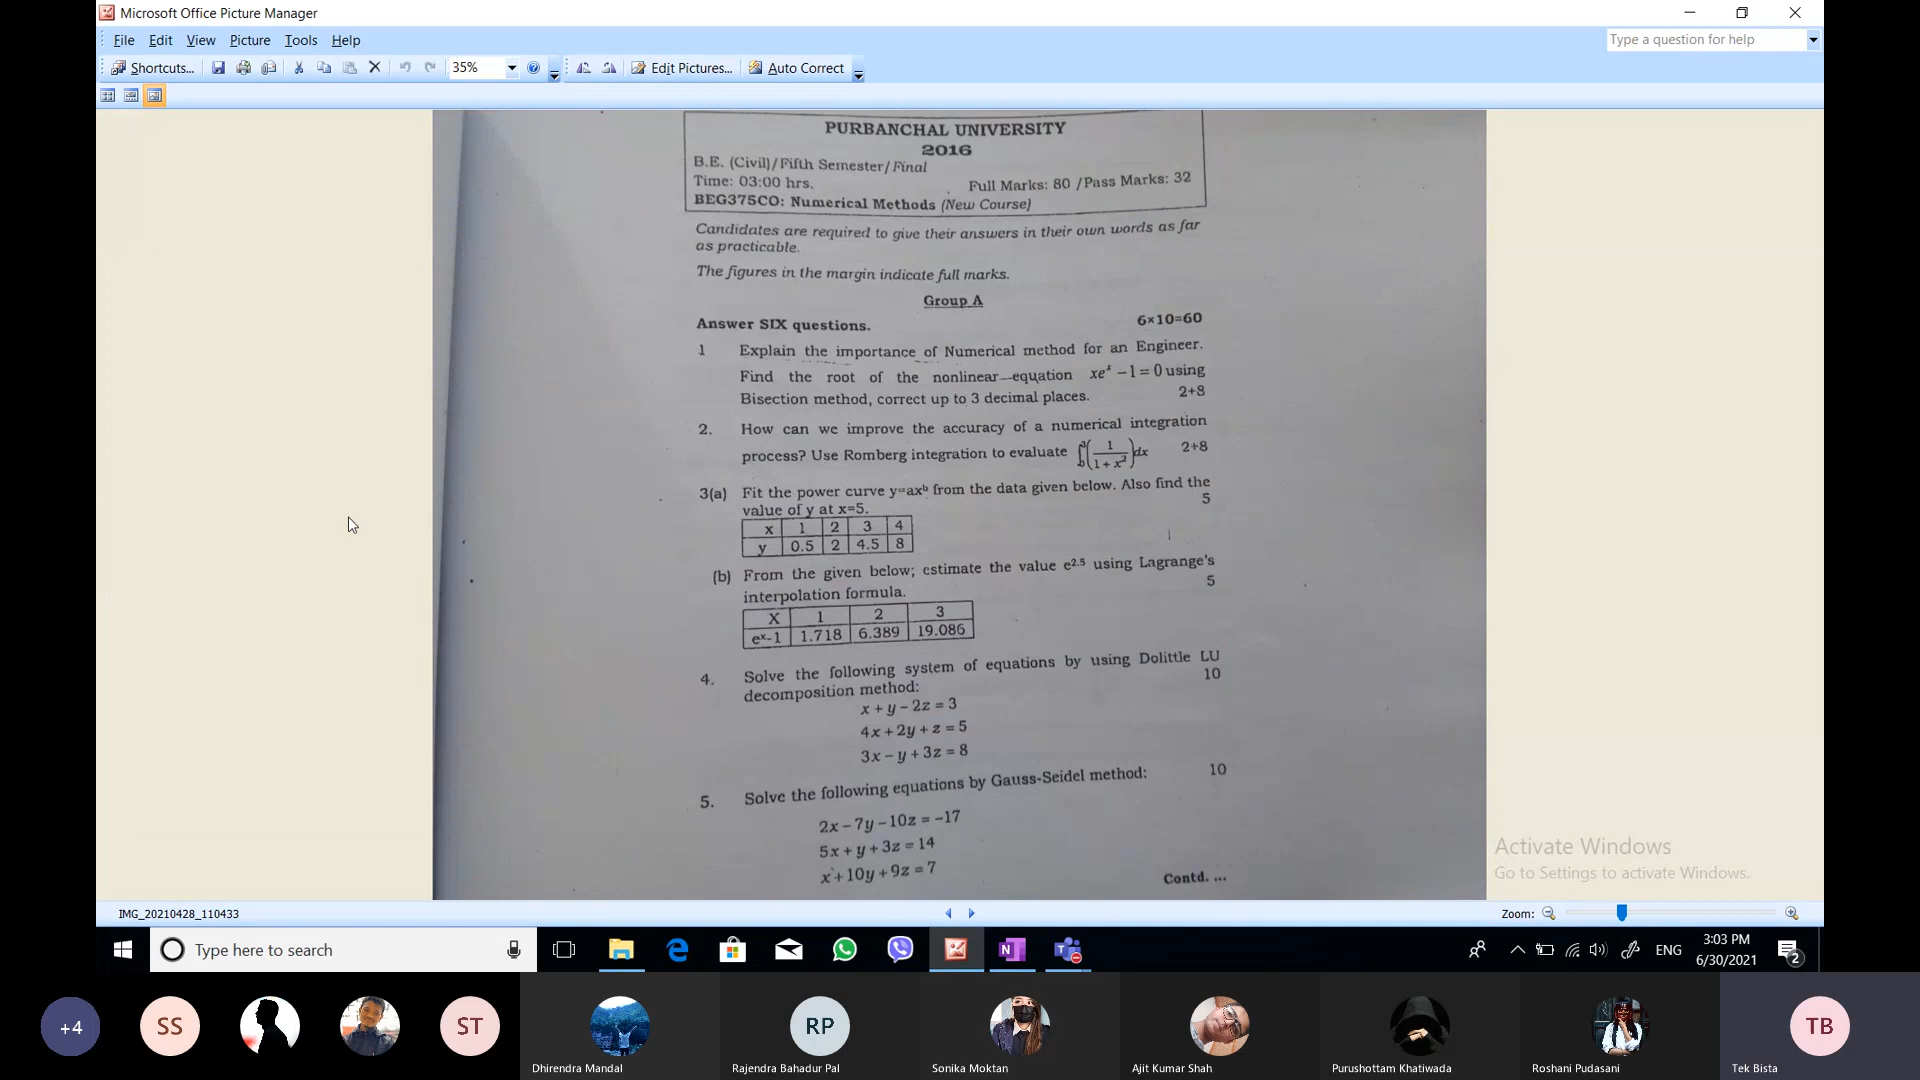 Microsoft Office Picture Manager
File Edit View Picture Tools Help
Type a question for help
Shortcuts... 35% Edit Pictures... Auto Correct
PURBANCHAL UNIVERSITY
2016
B.E. (Civil)/Fifth Semester/Final
Time: 03:00 hrs. Full Marks: 80 /Pass Marks: 32
BEG375CO: Numerical Methods (New Course)
Candidates are required to give their answers in their own words as far
as practicable.
The figures in the margin indicate full marks.
Group A
Answer SIX questions. 6×10=60
1 Explain the importance of Numerical method for an Engineer.
Find the root of the nonlinear equation xeˣ −1 = 0 using
Bisection method, correct up to 3 decimal places. 2+8
2. How can we improve the accuracy of a numerical integration
process? Use Romberg integration to evaluate ∫₀³(1/(1+x²))dx 2+8
3(a) Fit the power curve y=axᵇ from the data given below. Also find the
value of y at x=5. 5
x 1 2 3 4
y 0.5 2 4.5 8
(b) From the given below; estimate the value e²·⁵ using Lagrange's
interpolation formula. 5
X 1 2 3
eˣ-1 1.718 6.389 19.086
4. Solve the following system of equations by using Dolittle LU
decomposition method: 10
x + y − 2z = 3
4x + 2y + z = 5
3x − y + 3z = 8
5. Solve the following equations by Gauss-Seidel method: 10
2x − 7y − 10z = −17
5x + y + 3z = 14
x + 10y + 9z = 7
Contd. ...
Activate Windows
Go to Settings to activate Windows.
IMG_20210428_110433
Zoom:
Type here to search
N
ENG
3:03 PM
6/30/2021
2
+4 SS ST RP TB
Dhirendra Mandal Rajendra Bahadur Pal Sonika Moktan Ajit Kumar Shah Purushottam Khatiwada Roshani Pudasani Tek Bista